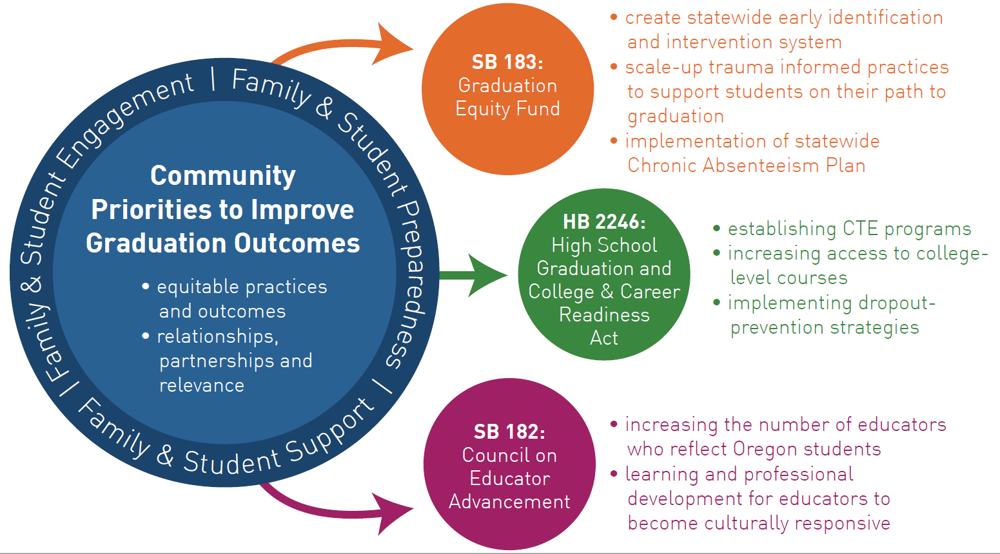 Family & Student Engagement | Family & Student Preparedness | Family & Student Support |
Community
Priorities to Improve
Graduation Outcomes
• equitable practices
and outcomes
• relationships,
partnerships and
relevance
SB 183:
Graduation
Equity Fund
• create statewide early identification
and intervention system
• scale-up trauma informed practices
to support students on their path to
graduation
• implementation of statewide
Chronic Absenteeism Plan
HB 2246:
High School
Graduation and
College & Career
Readiness
Act
• establishing CTE programs
• increasing access to college-
level courses
• implementing dropout-
prevention strategies
SB 182:
Council on
Educator
Advancement
• increasing the number of educators
who reflect Oregon students
• learning and professional
development for educators to
become culturally responsive